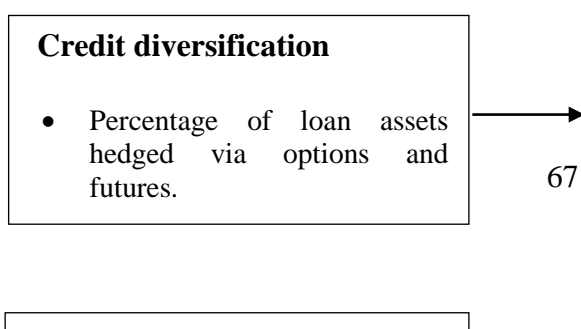 Credit diversification
• Percentage of loan assets
hedged via options and
futures.
67